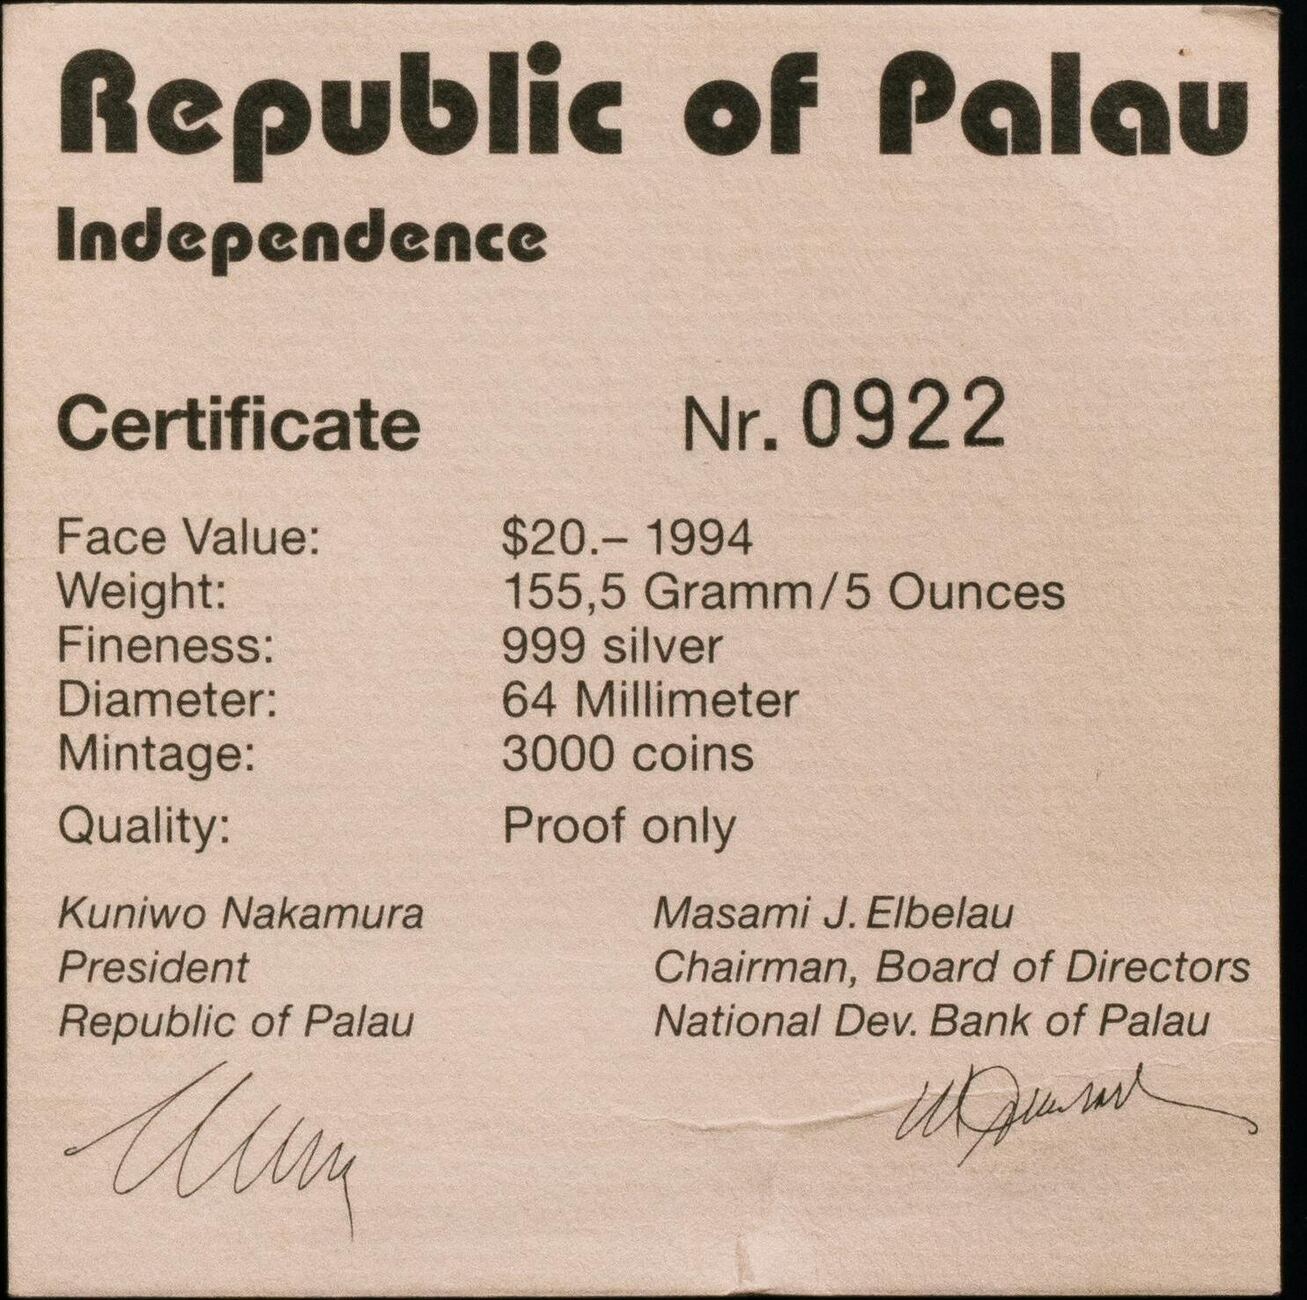 Republic of Palau
Independence
Certificate Nr. 0922
Face Value: $20.– 1994
Weight: 155,5 Gramm/5 Ounces
Fineness: 999 silver
Diameter: 64 Millimeter
Mintage: 3000 coins
Quality: Proof only
Kuniwo Nakamura
President
Republic of Palau
Masami J. Elbelau
Chairman, Board of Directors
National Dev. Bank of Palau